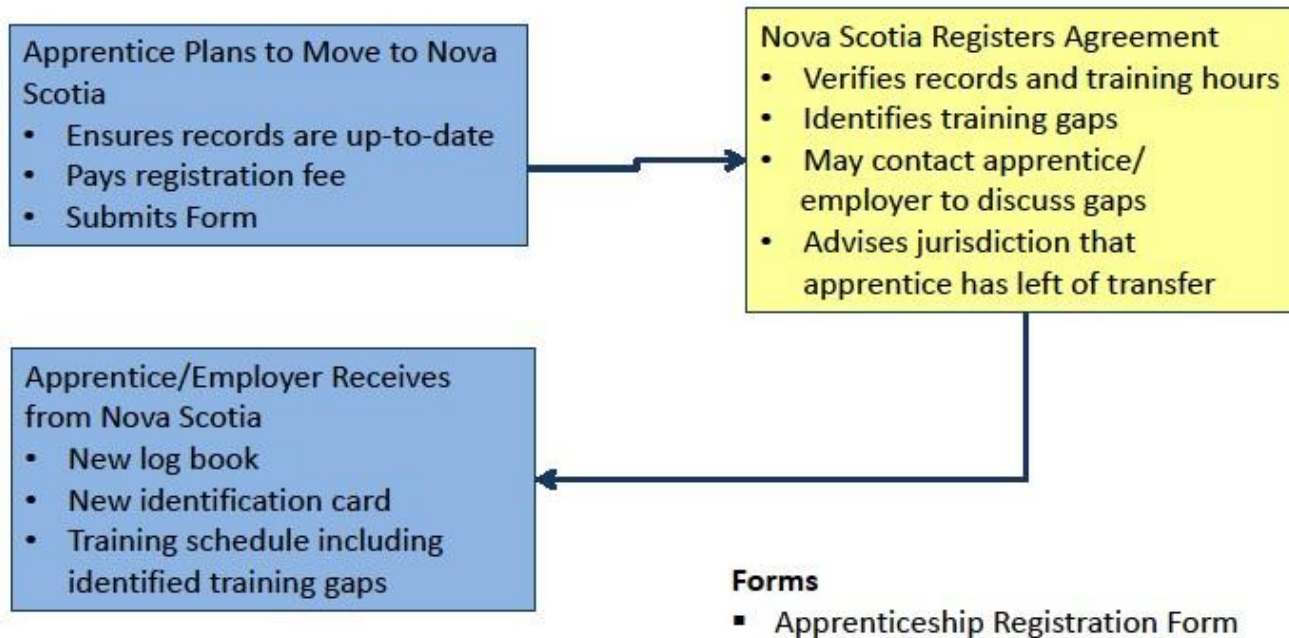 Apprentice Plans to Move to Nova
Scotia
• Ensures records are up-to-date
• Pays registration fee
• Submits Form
Nova Scotia Registers Agreement
• Verifies records and training hours
• Identifies training gaps
• May contact apprentice/
employer to discuss gaps
• Advises jurisdiction that
apprentice has left of transfer
Apprentice/Employer Receives
from Nova Scotia
• New log book
• New identification card
• Training schedule including
identified training gaps
Forms
▪ Apprenticeship Registration Form